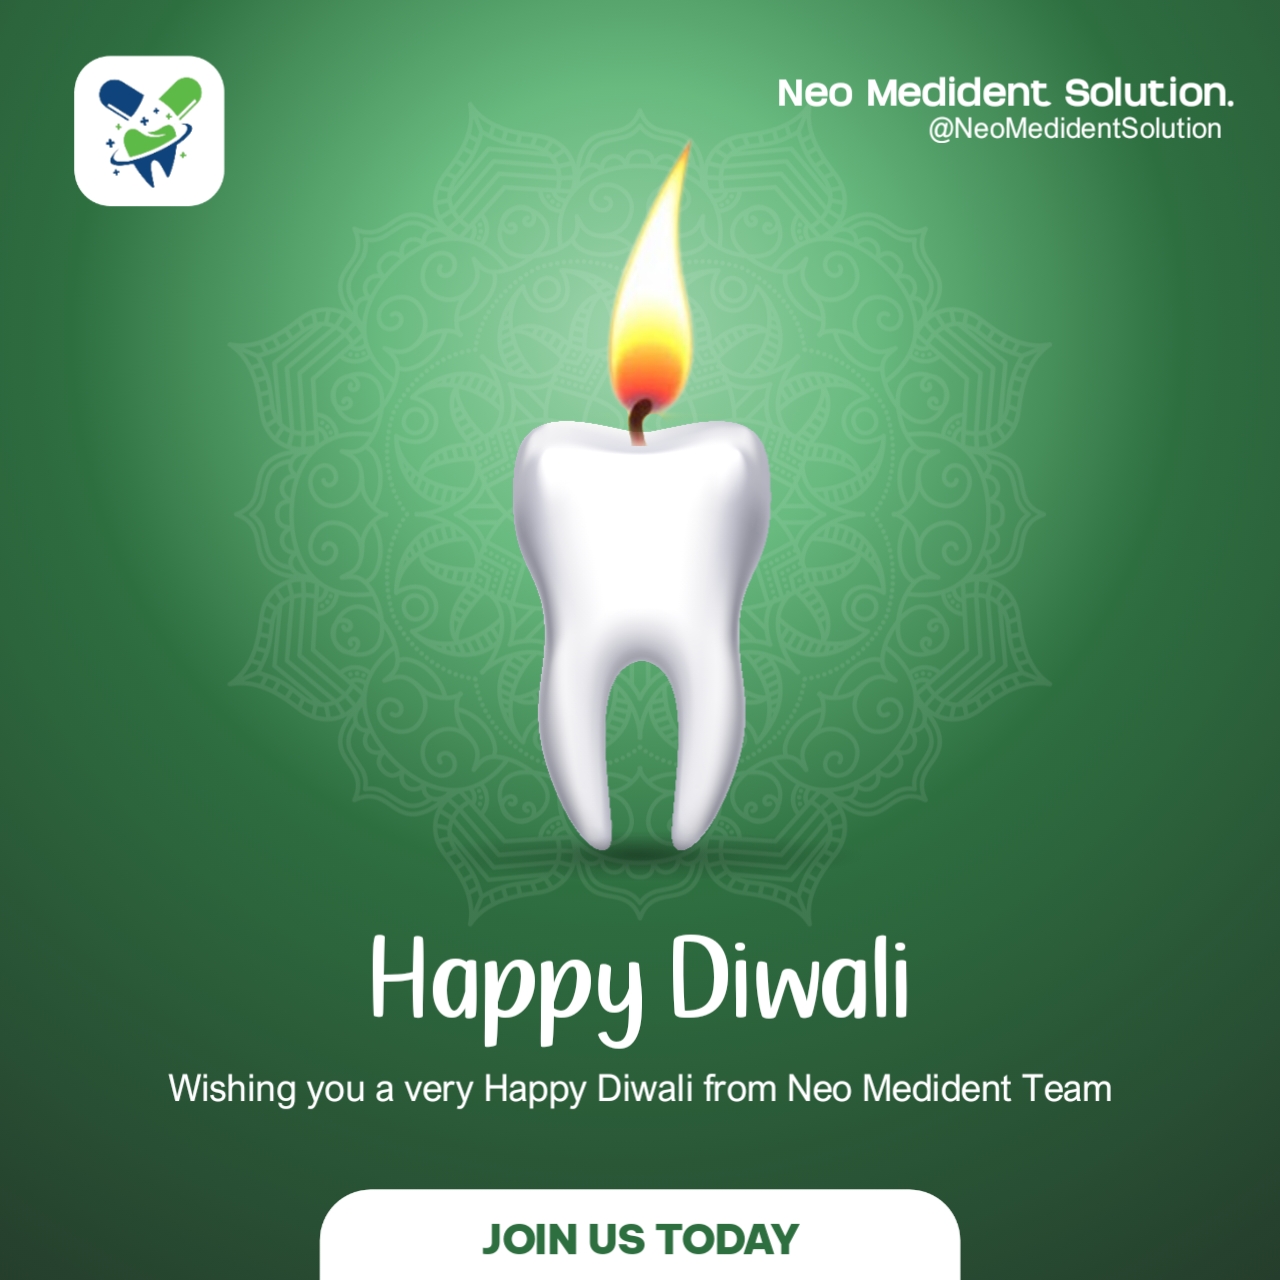 Neo Medident Solution.
@NeoMedidentSolution
Happy Diwali
Wishing you a very Happy Diwali from Neo Medident Team
JOIN US TODAY